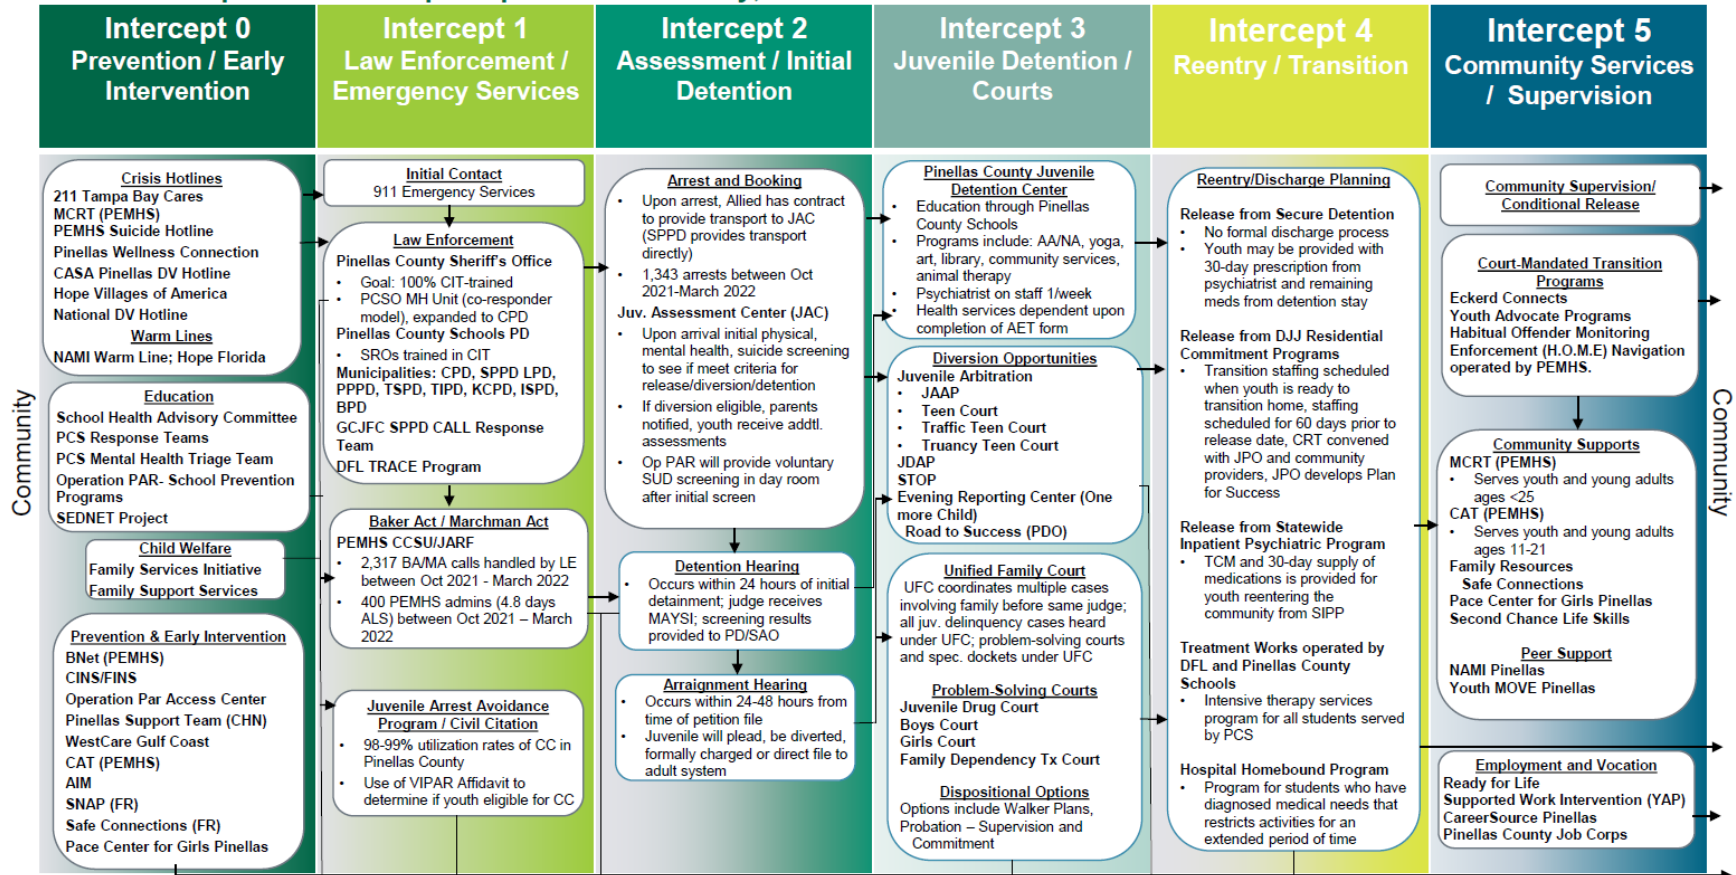 Intercept 0
Prevention / Early
Intervention
Intercept 1
Law Enforcement /
Emergency Services
Intercept 2
Assessment / Initial
Detention
Intercept 3
Juvenile Detention /
Courts
Intercept 4
Reentry / Transition
Intercept 5
Community Services
/ Supervision
Community
Crisis Hotlines
211 Tampa Bay Cares
MCRT (PEMHS)
PEMHS Suicide Hotline
Pinellas Wellness Connection
CASA Pinellas DV Hotline
Hope Villages of America
National DV Hotline
Warm Lines
NAMI Warm Line; Hope Florida
Education
School Health Advisory Committee
PCS Response Teams
PCS Mental Health Triage Team
Operation PAR- School Prevention
Programs
SEDNET Project
Child Welfare
Family Services Initiative
Family Support Services
Prevention & Early Intervention
BNet (PEMHS)
CINS/FINS
Operation Par Access Center
Pinellas Support Team (CHN)
WestCare Gulf Coast
CAT (PEMHS)
AIM
SNAP (FR)
Safe Connections (FR)
Pace Center for Girls Pinellas
Initial Contact
911 Emergency Services
Law Enforcement
Pinellas County Sheriff's Office
• Goal: 100% CIT-trained
• PCSO MH Unit (co-responder
model), expanded to CPD
Pinellas County Schools PD
• SROs trained in CIT
Municipalities: CPD, SPPD LPD,
PPPD, TSPD, TIPD, KCPD, ISPD,
BPD
GCJFC SPPD CALL Response
Team
DFL TRACE Program
Baker Act / Marchman Act
PEMHS CCSU/JARF
• 2,317 BA/MA calls handled by LE
between Oct 2021 - March 2022
• 400 PEMHS admins (4.8 days
ALS) between Oct 2021 – March
2022
Juvenile Arrest Avoidance
Program / Civil Citation
• 98-99% utilization rates of CC in
Pinellas County
• Use of VIPAR Affidavit to
determine if youth eligible for CC
Arrest and Booking
• Upon arrest, Allied has contract
to provide transport to JAC
(SPPD provides transport
directly)
• 1,343 arrests between Oct
2021-March 2022
Juv. Assessment Center (JAC)
• Upon arrival initial physical,
mental health, suicide screening
to see if meet criteria for
release/diversion/detention
• If diversion eligible, parents
notified, youth receive addtl.
assessments
• Op PAR will provide voluntary
SUD screening in day room
after initial screen
Detention Hearing
• Occurs within 24 hours of initial
detainment; judge receives
MAYSI; screening results
provided to PD/SAO
Arraignment Hearing
• Occurs within 24-48 hours from
time of petition file
• Juvenile will plead, be diverted,
formally charged or direct file to
adult system
Pinellas County Juvenile
Detention Center
• Education through Pinellas
County Schools
• Programs include: AA/NA, yoga,
art, library, community services,
animal therapy
• Psychiatrist on staff 1/week
• Health services dependent upon
completion of AET form
Diversion Opportunities
Juvenile Arbitration
• JAAP
• Teen Court
• Traffic Teen Court
• Truancy Teen Court
JDAP
STOP
Evening Reporting Center (One
more Child)
Road to Success (PDO)
Unified Family Court
UFC coordinates multiple cases
involving family before same judge;
all juv. delinquency cases heard
under UFC; problem-solving courts
and spec. dockets under UFC
Problem-Solving Courts
Juvenile Drug Court
Boys Court
Girls Court
Family Dependency Tx Court
Dispositional Options
Options include Walker Plans,
Probation – Supervision and
Commitment
Reentry/Discharge Planning
Release from Secure Detention
• No formal discharge process
• Youth may be provided with
30-day prescription from
psychiatrist and remaining
meds from detention stay
Release from DJJ Residential
Commitment Programs
• Transition staffing scheduled
when youth is ready to
transition home, staffing
scheduled for 60 days prior to
release date, CRT convened
with JPO and community
providers, JPO develops Plan
for Success
Release from Statewide
Inpatient Psychiatric Program
• TCM and 30-day supply of
medications is provided for
youth reentering the
community from SIPP
Treatment Works operated by
DFL and Pinellas County
Schools
• Intensive therapy services
program for all students served
by PCS
Hospital Homebound Program
• Program for students who have
diagnosed medical needs that
restricts activities for an
extended period of time
Community Supervision/
Conditional Release
Court-Mandated Transition
Programs
Eckerd Connects
Youth Advocate Programs
Habitual Offender Monitoring
Enforcement (H.O.M.E) Navigation
operated by PEMHS.
Community Supports
MCRT (PEMHS)
• Serves youth and young adults
ages <25
CAT (PEMHS)
• Serves youth and young adults
ages 11-21
Family Resources
Safe Connections
Pace Center for Girls Pinellas
Second Chance Life Skills
Peer Support
NAMI Pinellas
Youth MOVE Pinellas
Employment and Vocation
Ready for Life
Supported Work Intervention (YAP)
CareerSource Pinellas
Pinellas County Job Corps
Community